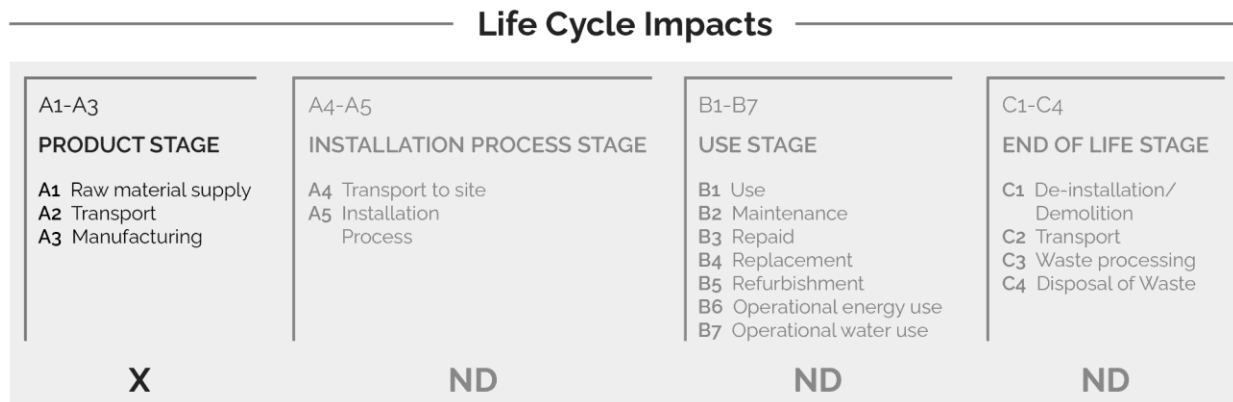 Life Cycle Impacts
A1-A3
PRODUCT STAGE
A1 Raw material supply
A2 Transport
A3 Manufacturing
X
A4-A5
INSTALLATION PROCESS STAGE
A4 Transport to site
A5 Installation
Process
ND
B1-B7
USE STAGE
B1 Use
B2 Maintenance
B3 Repaid
B4 Replacement
B5 Refurbishment
B6 Operational energy use
B7 Operational water use
ND
C1-C4
END OF LIFE STAGE
C1 De-installation/
Demolition
C2 Transport
C3 Waste processing
C4 Disposal of Waste
ND